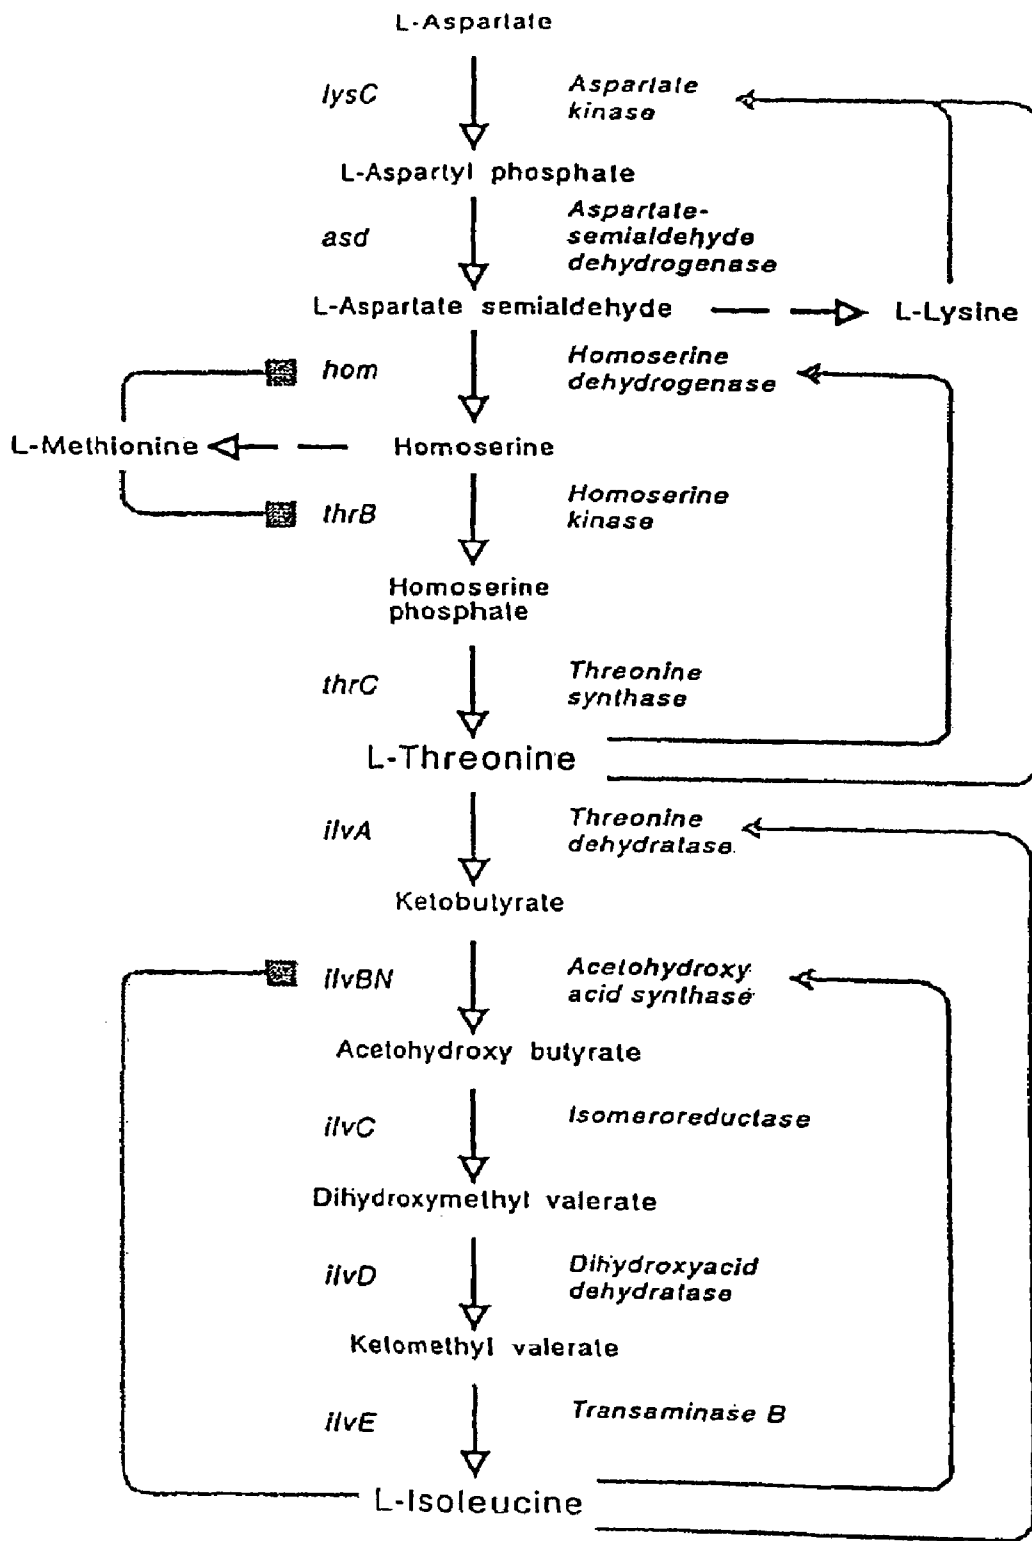 L-Aspartate
lysC
Aspartate
kinase
L-Aspartyl phosphate
asd
Aspartate-
semialdehyde
dehydrogenase
L-Aspartate semialdehyde
L-Lysine
hom
Homoserine
dehydrogenase
L-Methionine
Homoserine
thrB
Homoserine
kinase
Homoserine
phosphate
thrC
Threonine
synthase
L-Threonine
ilvA
Threonine
dehydratase
Ketobutyrate
ilvBN
Acetohydroxy
acid synthase
Acetohydroxy butyrate
ilvC
Isomeroreductase
Dihydroxymethyl valerate
ilvD
Dihydroxyacid
dehydratase
Ketomethyl valerate
ilvE
Transaminase B
L-Isoleucine